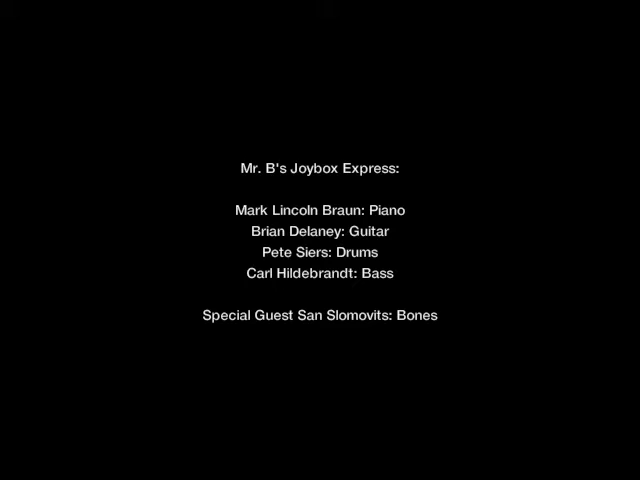 Mr. B's Joybox Express:
Mark Lincoln Braun: Piano
Brian Delaney: Guitar
Pete Siers: Drums
Carl Hildebrandt: Bass
Special Guest San Slomovits: Bones